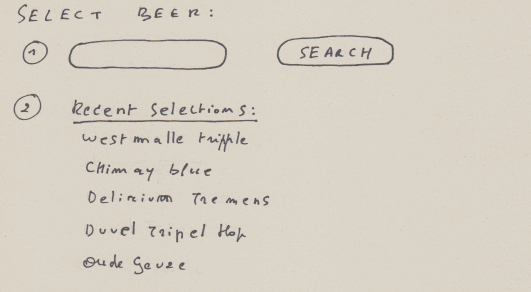 SELECT BEER:
1 SEARCH
2 Recent selections:
Westmalle tripple
Chimay blue
Delirium Tremens
Duvel Tripel Hop
Oude Geuze